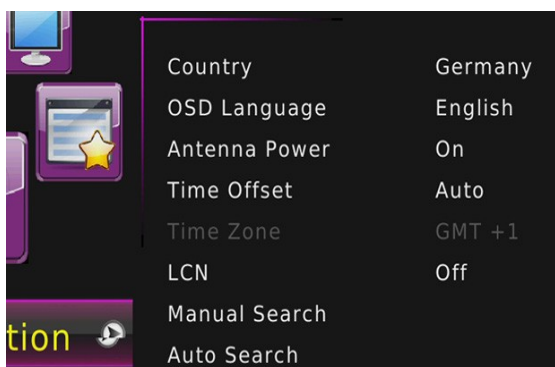 Country Germany
OSD Language English
Antenna Power On
Time Offset Auto
Time Zone GMT +1
LCN Off
Manual Search
tion
Auto Search